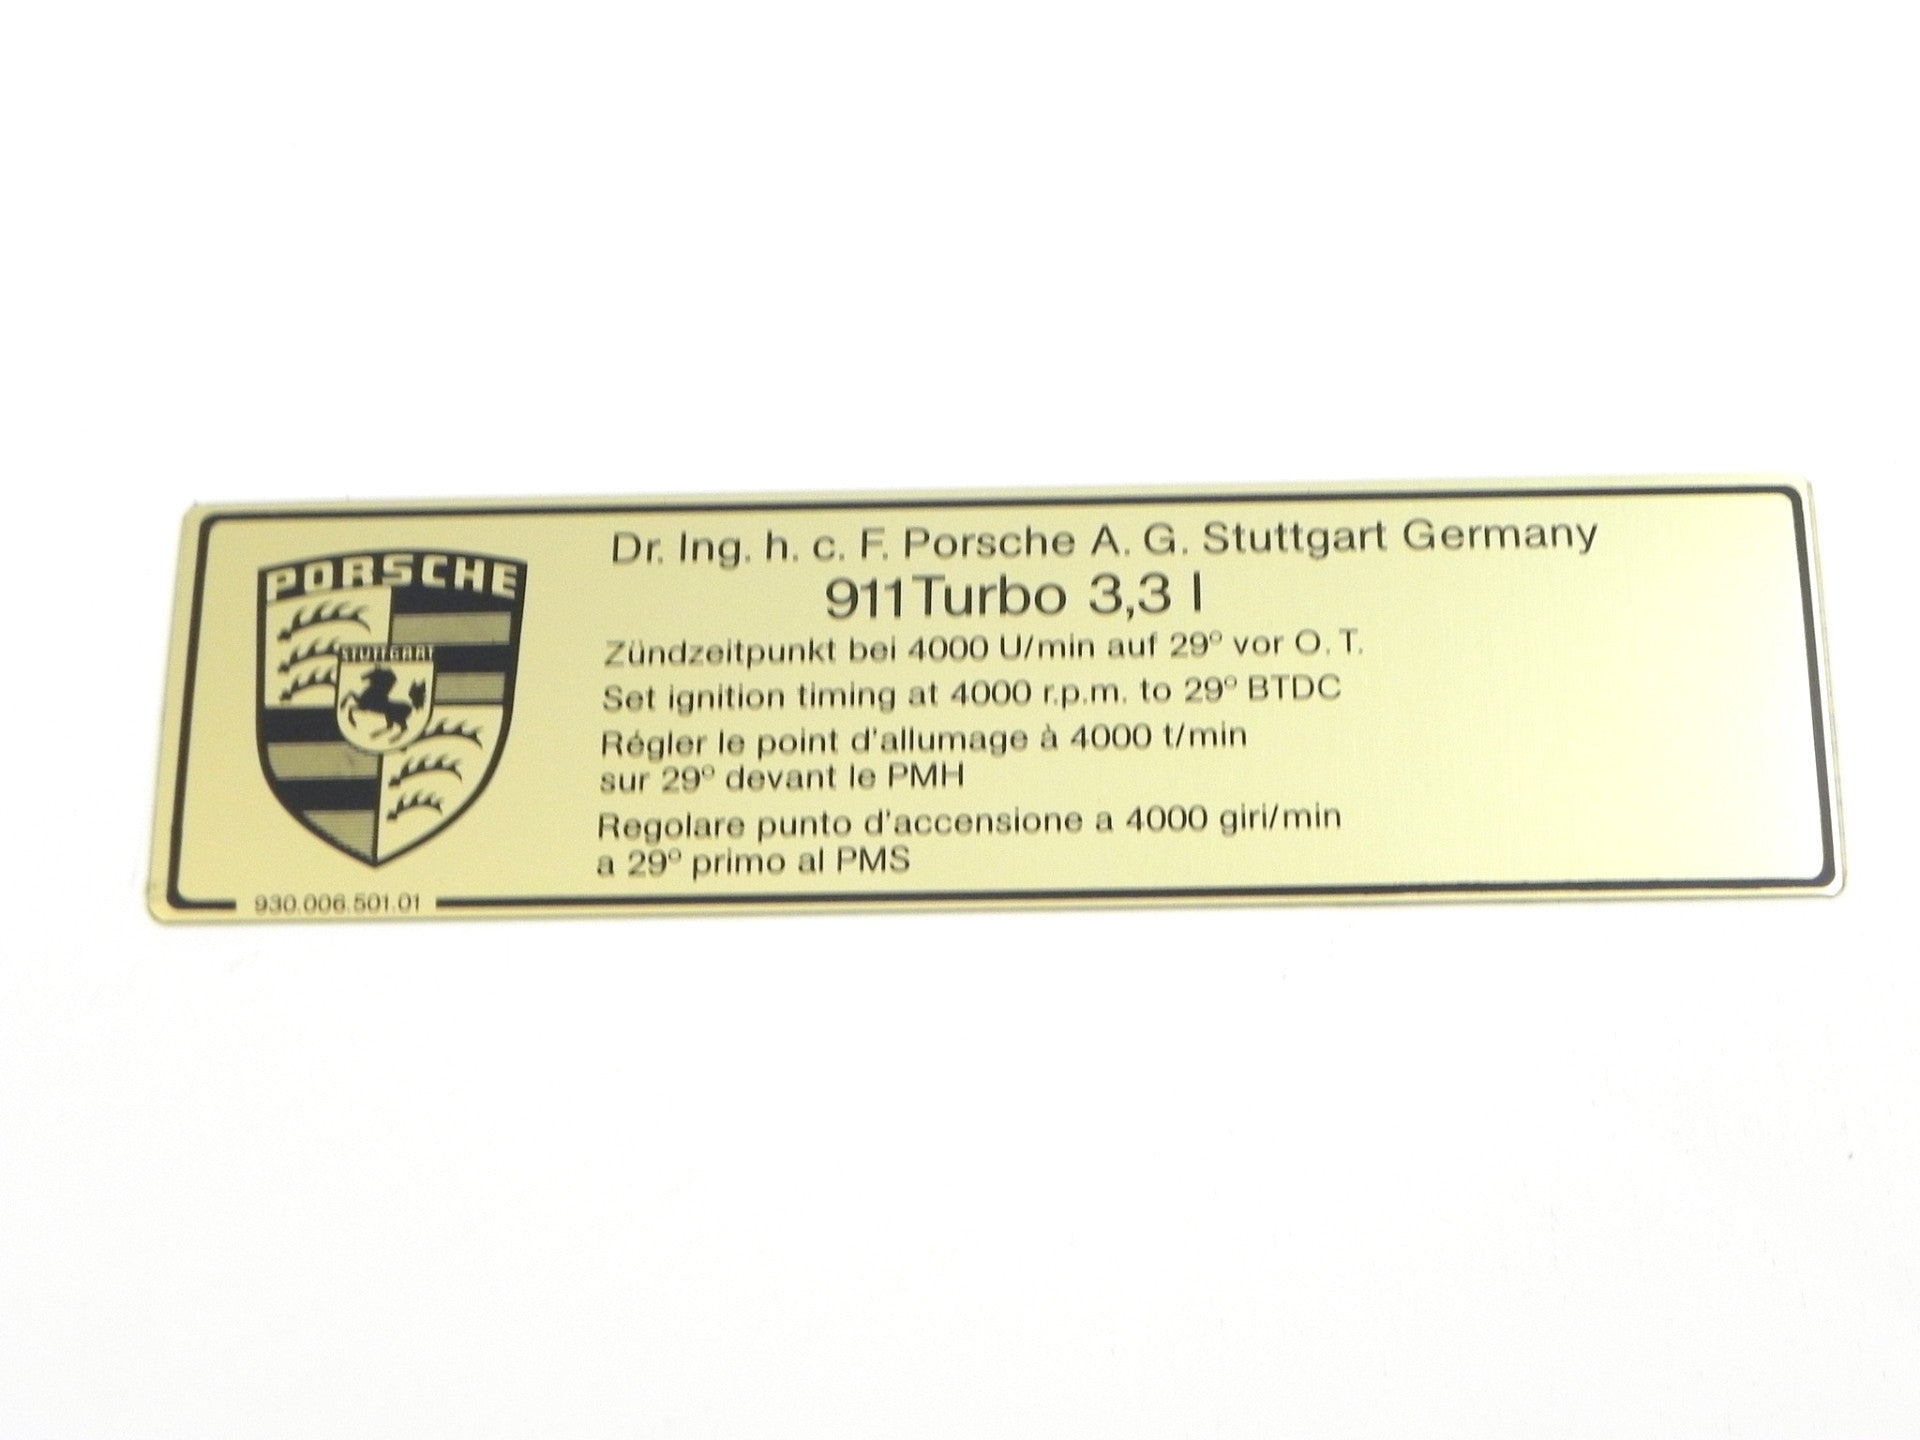 Dr. Ing. h. c. F. Porsche A. G. Stuttgart Germany
911 Turbo 3,3 l
PORSCHE
STUTTGART
Zündzeitpunkt bei 4000 U/min auf 29° vor O. T.
Set ignition timing at 4000 r.p.m. to 29° BTDC
Régler le point d'allumage à 4000 t/min
sur 29° devant le PMH
Regolare punto d'accensione a 4000 giri/min
a 29° primo al PMS
930.006.501.01